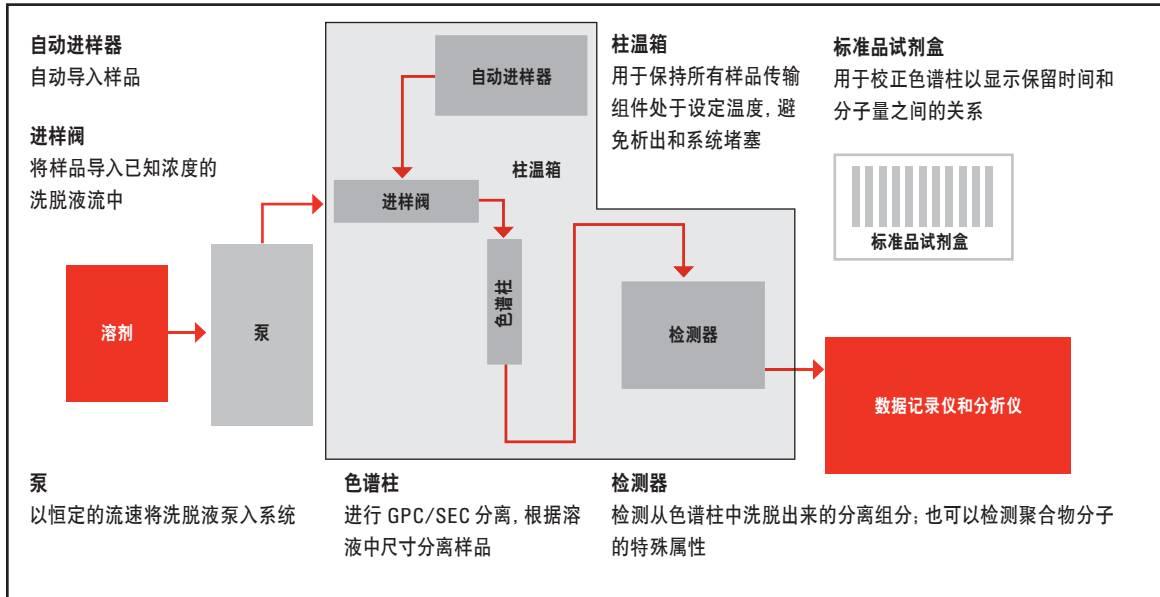 自动进样器
自动导入样品
进样阀
将样品导入已知浓度的
洗脱液流中
自动进样器
柱温箱
进样阀
色谱柱
溶剂
泵
检测器
柱温箱
用于保持所有样品传输
组件处于设定温度, 避
免析出和系统堵塞
标准品试剂盒
用于校正色谱柱以显示保留时间和
分子量之间的关系
标准品试剂盒
数据记录仪和分析仪
泵
以恒定的流速将洗脱液泵入系统
色谱柱
进行 GPC/SEC 分离, 根据溶
液中尺寸分离样品
检测器
检测从色谱柱中洗脱出来的分离组分; 也可以检测聚合物分子
的特殊属性